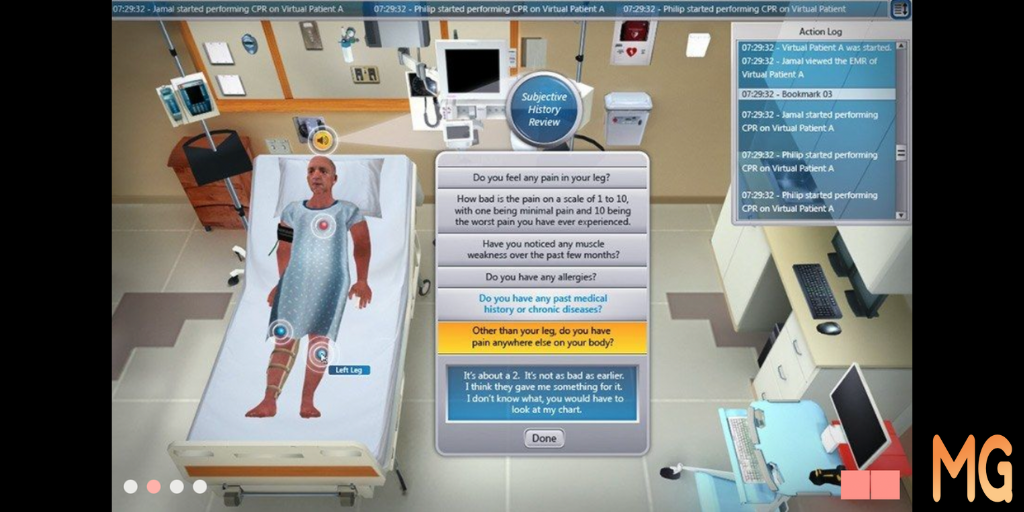 07:29:32 - Jamal started performing CPR on Virtual Patient A
07:29:32 - Philip started performing CPR on Virtual Patient A
07:29:32 - Philip started performing CPR on Virtual Patient
Action Log
07:29:32 - Virtual Patient A was started.
07:29:32 - Jamal viewed the EMR of
Virtual Patient A
07:29:32 - Bookmark 03
07:29:32 - Jamal started performing
CPR on Virtual Patient A
07:29:32 - Philip started performing
CPR on Virtual Patient A
07:29:32 - Philip started performing
CPR on Virtual Patient A
Subjective
History
Review
Do you feel any pain in your leg?
How bad is the pain on a scale of 1 to 10,
with one being minimal pain and 10 being
the worst pain you have ever experienced.
Have you noticed any muscle
weakness over the past few months?
Do you have any allergies?
Do you have any past medical
history or chronic diseases?
Other than your leg, do you have
pain anywhere else on your body?
Left Leg
It's about a 2. It's not as bad as earlier.
I think they gave me something for it.
I don't know what, you would have to
look at my chart.
Done
MG